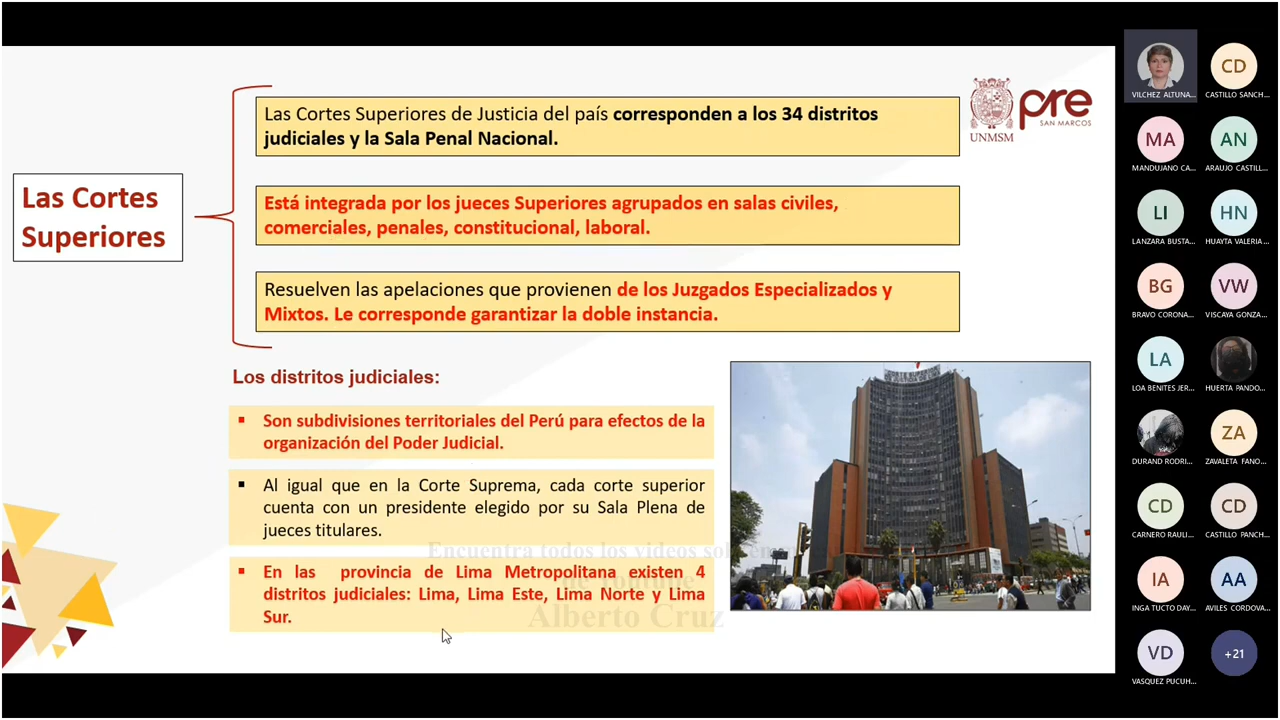 Las Cortes
Superiores
Las Cortes Superiores de Justicia del país corresponden a los 34 distritos
judiciales y la Sala Penal Nacional.
Está integrada por los jueces Superiores agrupados en salas civiles,
comerciales, penales, constitucional, laboral.
Resuelven las apelaciones que provienen de los Juzgados Especializados y
Mixtos. Le corresponde garantizar la doble instancia.
UNMSM
pre
SAN MARCOS
Los distritos judiciales:
Son subdivisiones territoriales del Perú para efectos de la
organización del Poder Judicial.
Al igual que en la Corte Suprema, cada corte superior
cuenta con un presidente elegido por su Sala Plena de
jueces titulares.
En las provincia de Lima Metropolitana existen 4
distritos judiciales: Lima, Lima Este, Lima Norte y Lima
Sur.
Encuentra todos los videos
de Youtube
Alberto Cruz
VILCHEZ ALTUNA...
CD
CASTILLO SANCH...
MA
MANDUJANO CA...
AN
ARAUJO CASTILL...
LI
LANZARA BUSTA...
HN
HUAYTA VALERIA ...
BG
BRAVO CORONA...
VW
VISCAYA GONZA...
LA
LOA BENITES JER...
HUERTA PANDO...
DURAND RODRI...
ZA
ZAVALETA FANO...
CD
CARNERO RAULI...
CD
CASTILLO PANCH...
IA
INGA TUCTO DAY...
AA
AVILES CORDOVA...
VD
VASQUEZ PUCUH...
+21